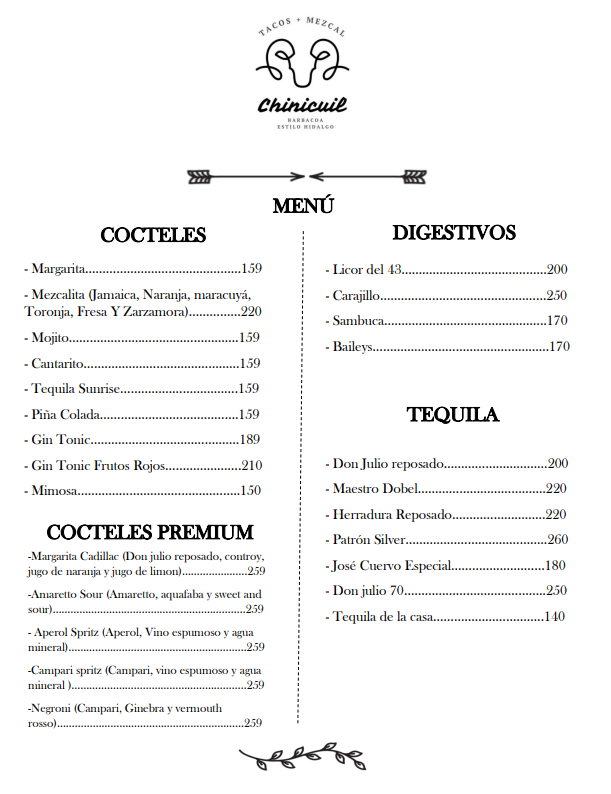 TACOS + MEZCAL
Chinicuil
BARBACOA
ESTILO HIDALGO
MENÚ
COCTELES
- Margarita.............................................159
- Mezcalita (Jamaica, Naranja, maracuyá,
Toronja, Fresa Y Zarzamora)...............220
- Mojito.................................................159
- Cantarito.............................................159
- Tequila Sunrise..................................159
- Piña Colada........................................159
- Gin Tonic...........................................189
- Gin Tonic Frutos Rojos......................210
- Mimosa...............................................150
COCTELES PREMIUM
-Margarita Cadillac (Don julio reposado, controy,
jugo de naranja y jugo de limon)......................259
-Amaretto Sour (Amaretto, aquafaba y sweet and
sour)................................................................259
- Aperol Spritz (Aperol, Vino espumoso y agua
mineral)...........................................................259
-Campari spritz (Campari, vino espumoso y agua
mineral )..........................................................259
-Negroni (Campari, Ginebra y vermouth
rosso)..............................................................259
DIGESTIVOS
- Licor del 43..........................................200
- Carajillo................................................250
- Sambuca...............................................170
- Baileys...................................................170
TEQUILA
- Don Julio reposado..............................200
- Maestro Dobel.....................................220
- Herradura Reposado...........................220
- Patrón Silver........................................260
- José Cuervo Especial...........................180
- Don julio 70.........................................250
- Tequila de la casa................................140